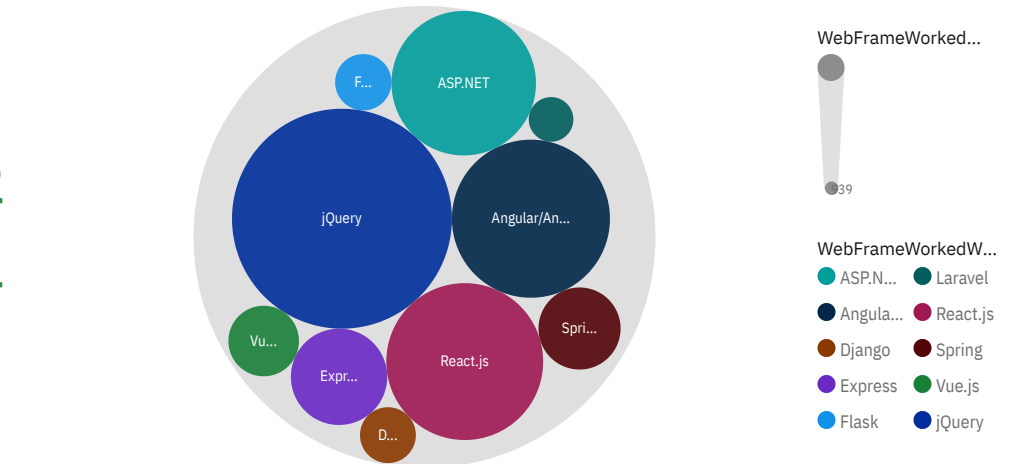 ASP.NET
F...
jQuery
Angular/An...
Vu...
Spri...
Expr...
React.js
D...
WebFrameWorked...
939
WebFrameWorkedW...
ASP.N...
Laravel
Angula...
React.js
Django
Spring
Express
Vue.js
Flask
jQuery